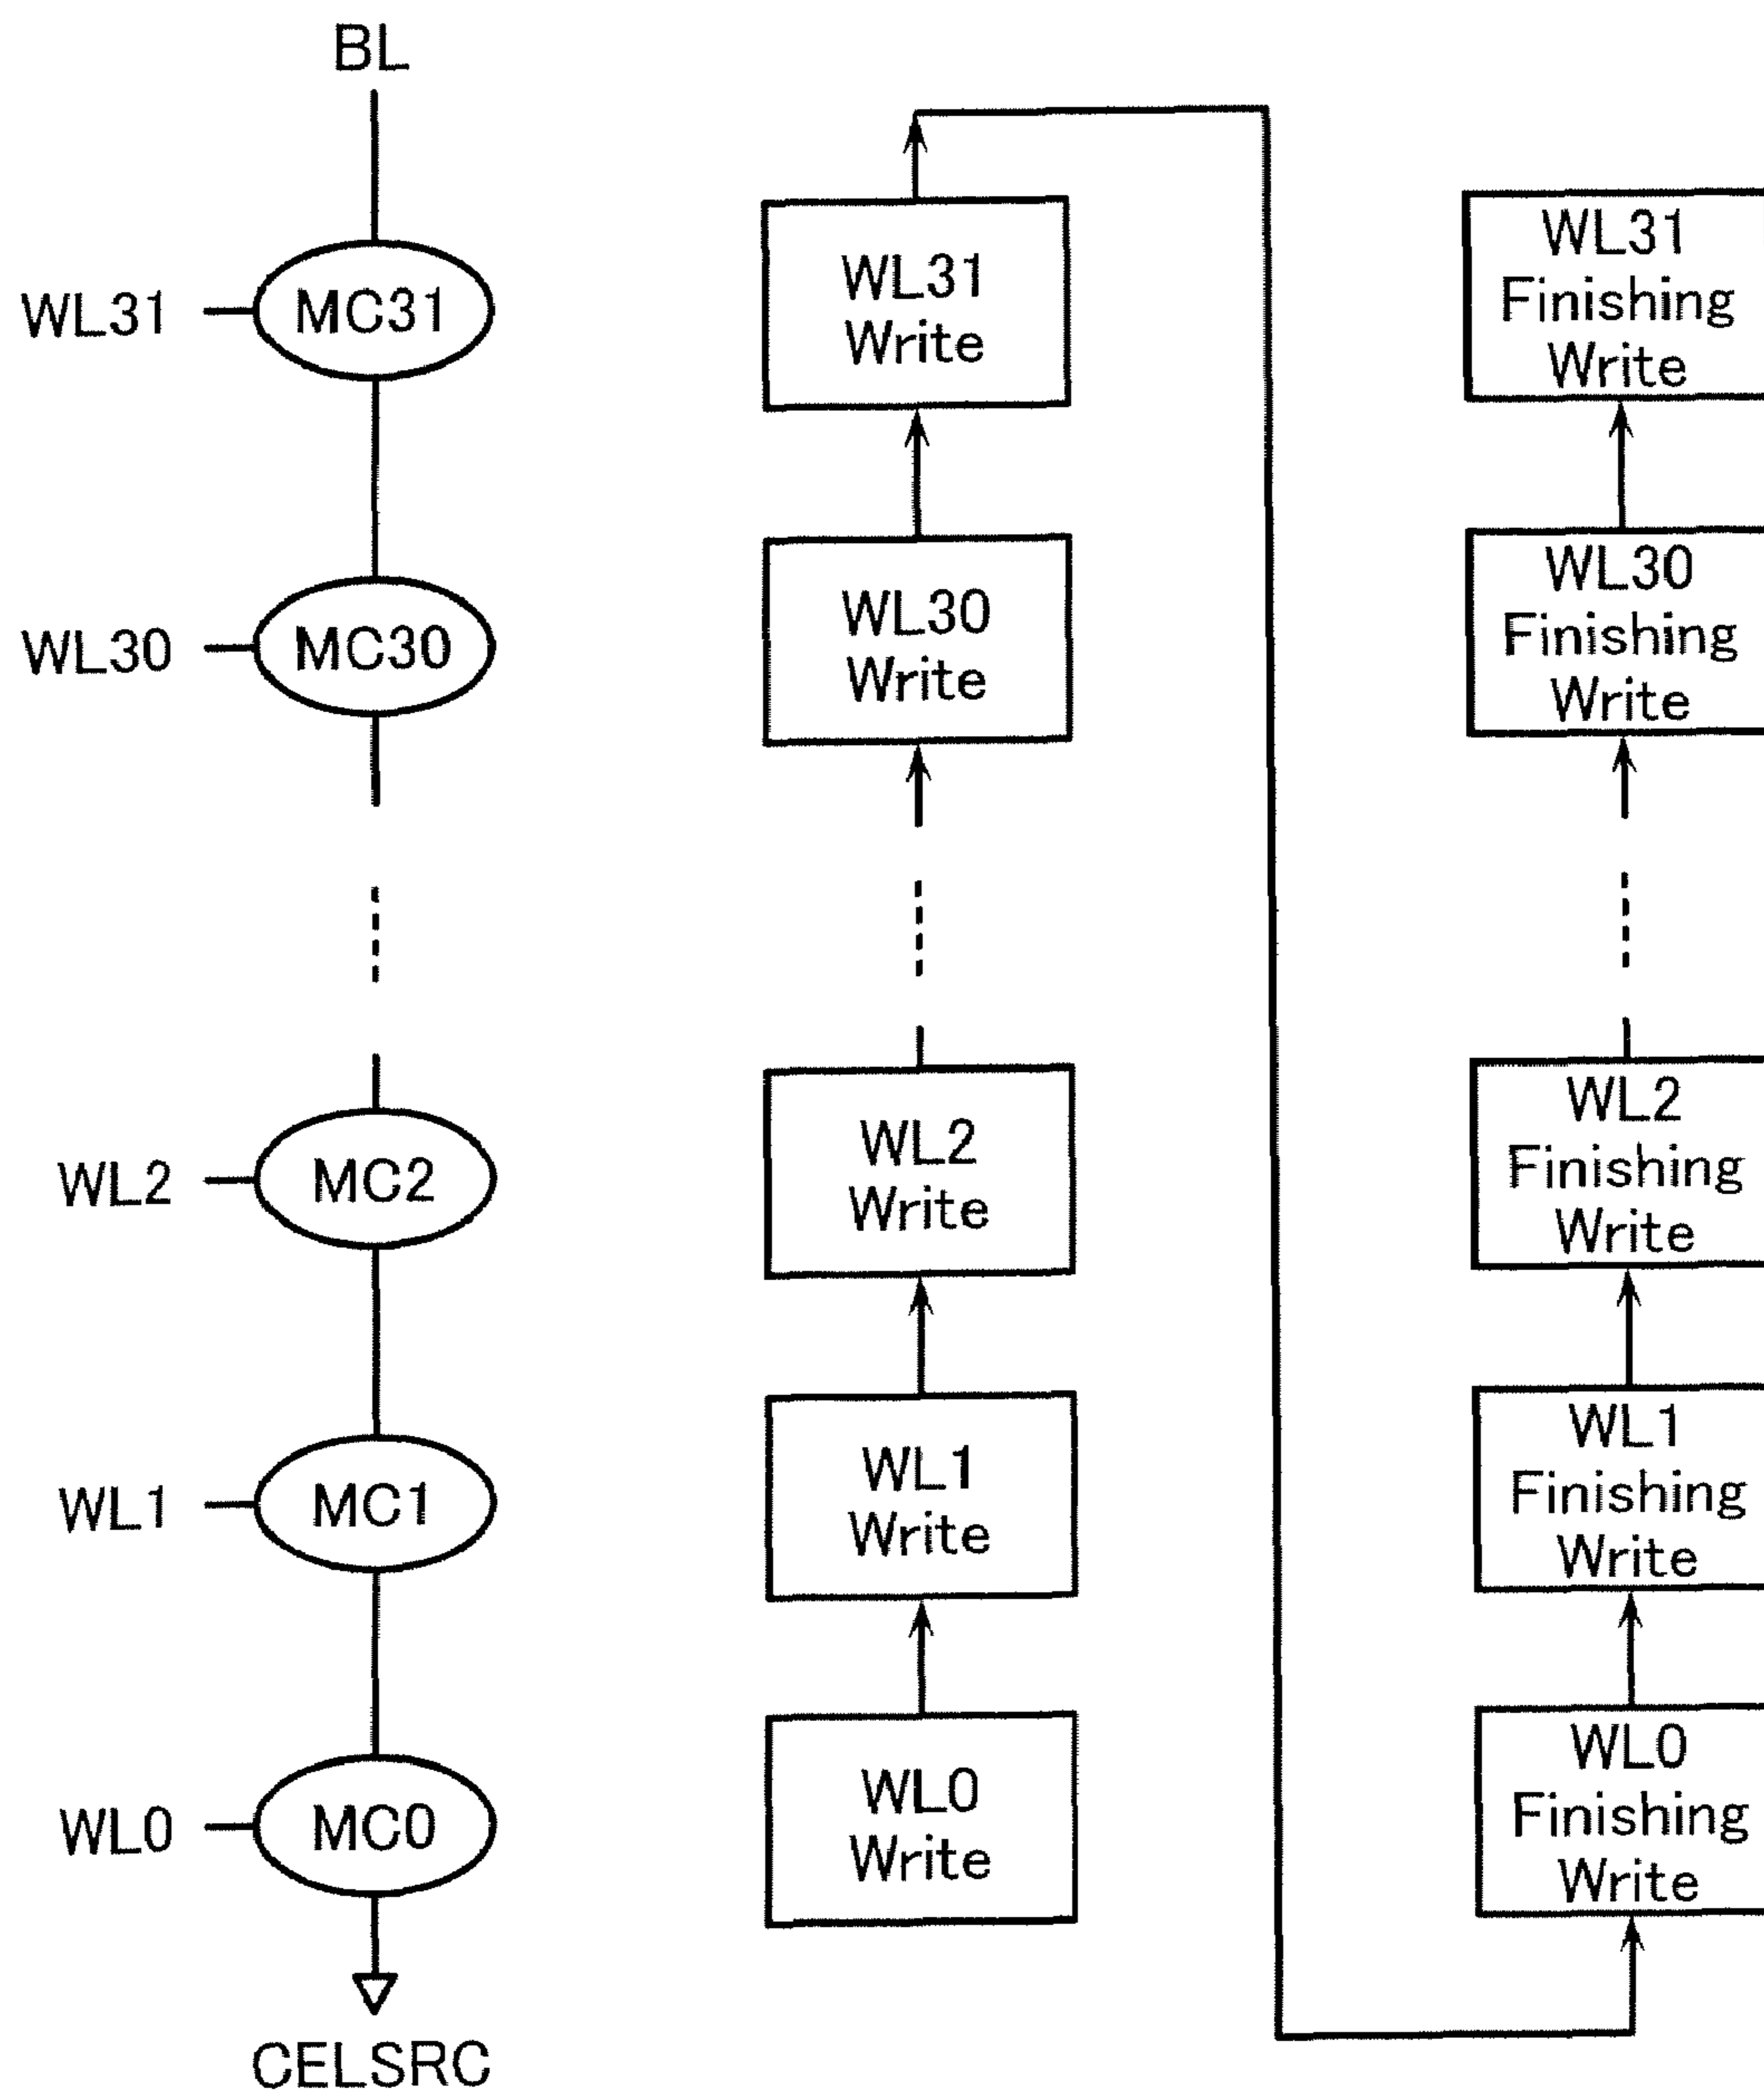 BL
WL31
MC31
WL30
MC30
WL2
MC2
WL1
MC1
WL0
MC0
CELSRC
WL31
Write
WL30
Write
WL2
Write
WL1
Write
WL0
Write
WL31
Finishing
Write
WL30
Finishing
Write
WL2
Finishing
Write
WL1
Finishing
Write
WL0
Finishing
Write